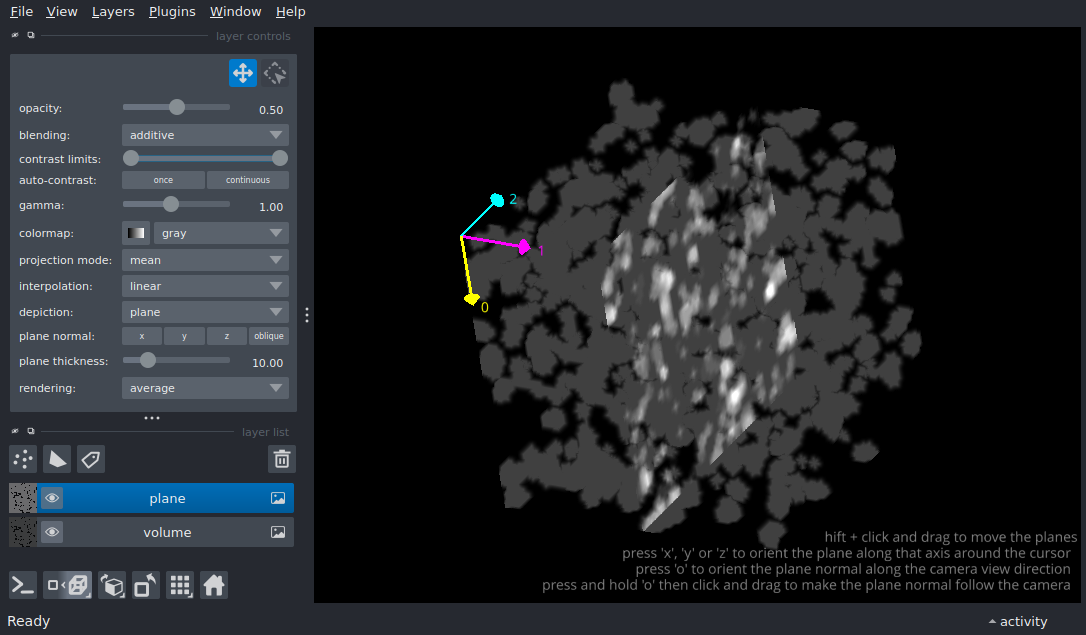 File View Layers Plugins Window Help
layer controls
opacity: 0.50
blending: additive
contrast limits:
auto-contrast: once continuous
gamma: 1.00
colormap: gray
projection mode: mean
interpolation: linear
depiction: plane
plane normal: x y z oblique
plane thickness: 10.00
rendering: average
layer list
plane
volume
2
1
0
hift + click and drag to move the planes
press 'x', 'y' or 'z' to orient the plane along that axis around the cursor
press 'o' to orient the plane normal along the camera view direction
press and hold 'o' then click and drag to make the plane normal follow the camera
Ready
activity